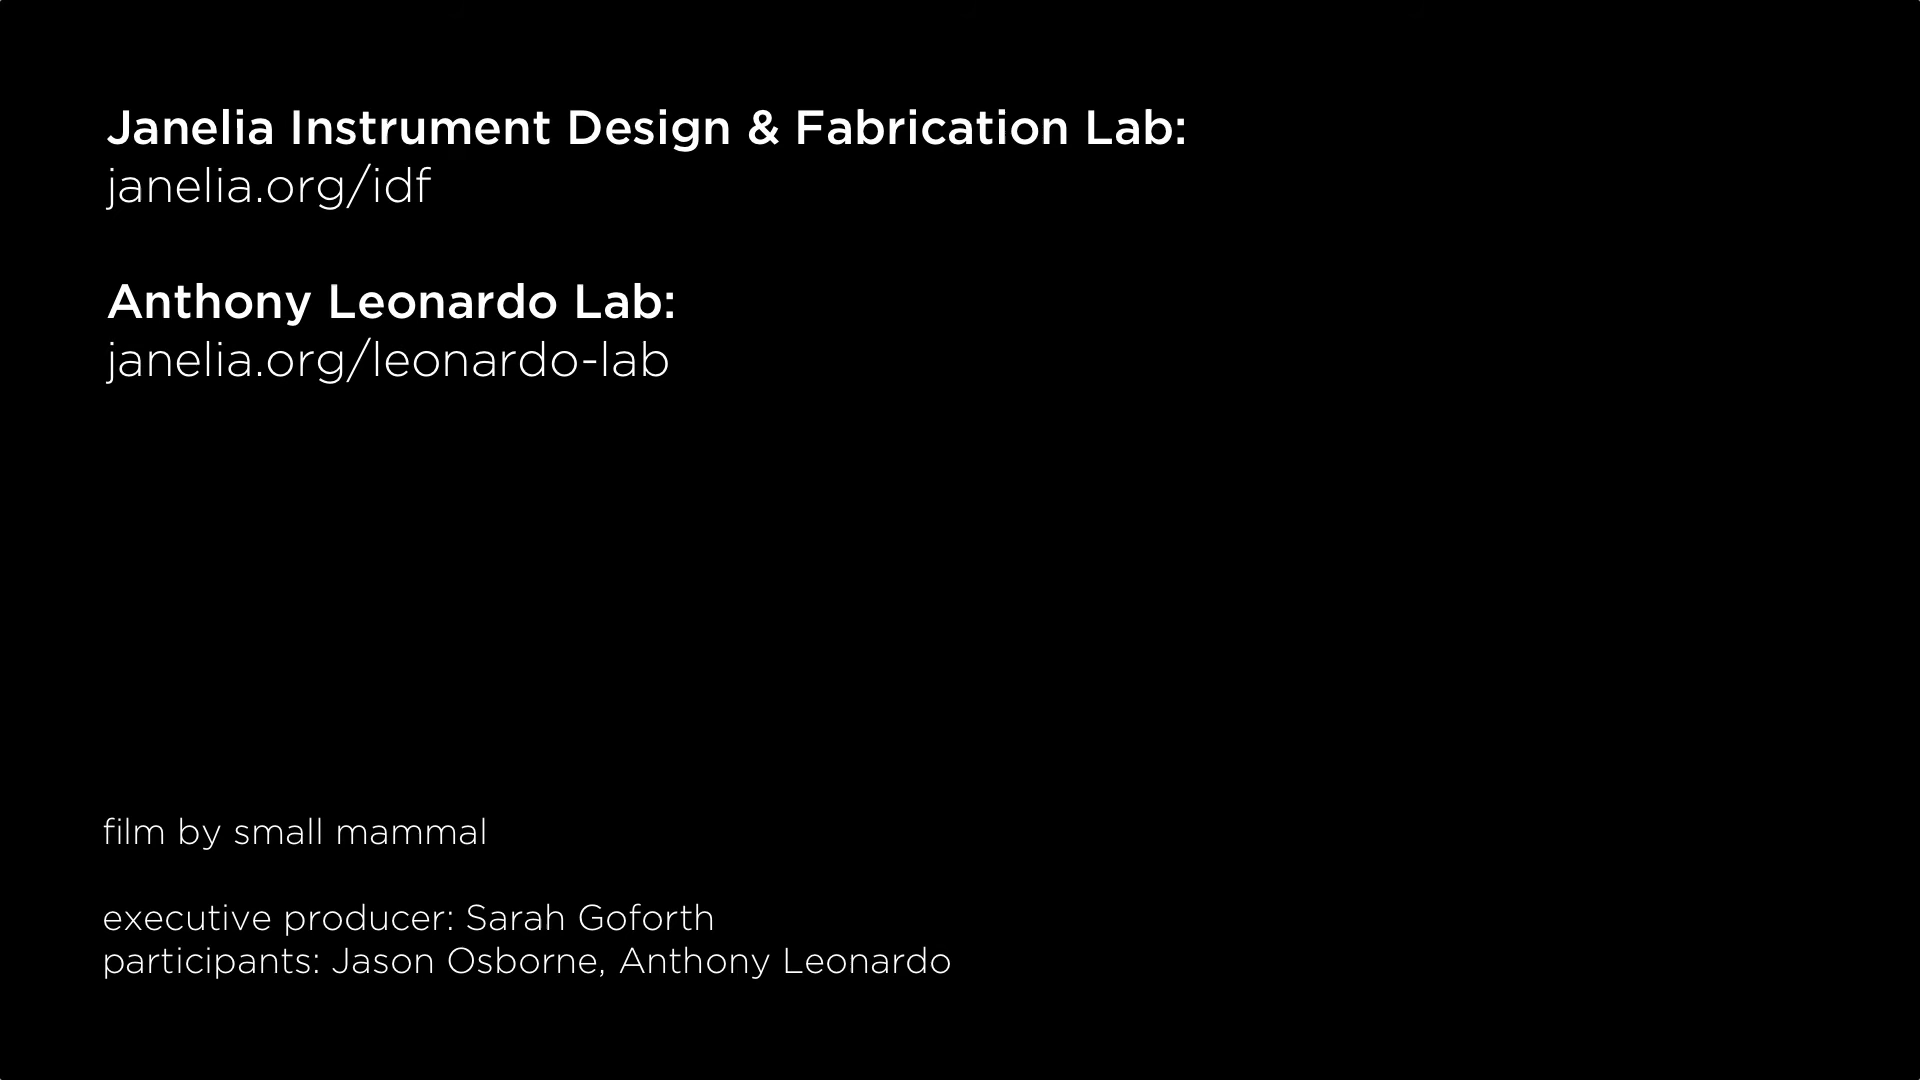 Janelia Instrument Design & Fabrication Lab:
janelia.org/idf
Anthony Leonardo Lab:
janelia.org/leonardo-lab
film by small mammal
executive producer: Sarah Goforth
participants: Jason Osborne, Anthony Leonardo